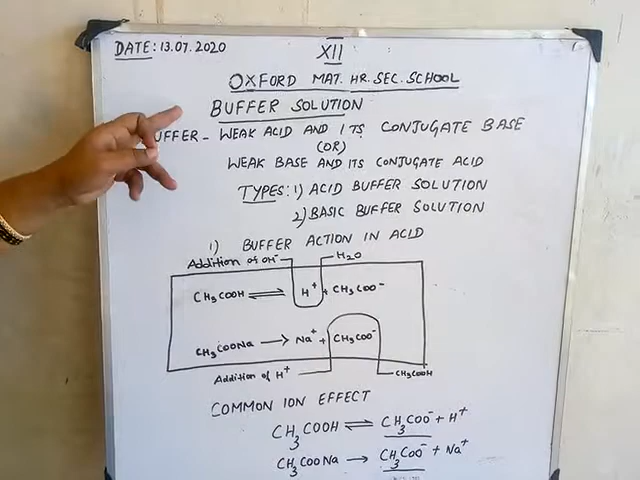 DATE: 13.07.2020
XII
OXFORD MAT. HR. SEC. SCHOOL
BUFFER SOLUTION
UFFER - WEAK ACID AND ITS CONJUGATE BASE
(OR)
WEAK BASE AND ITS CONJUGATE ACID
TYPES: 1) ACID BUFFER SOLUTION
2) BASIC BUFFER SOLUTION
1) BUFFER ACTION IN ACID
Addition of OH⁻ H₂O
CH₃COOH ⇌ H⁺ + CH₃COO⁻
CH₃COONa → Na⁺ + CH₃COO⁻
Addition of H⁺ CH₃COOH
COMMON ION EFFECT
CH₃COOH ⇌ CH₃COO⁻ + H⁺
CH₃COONa → CH₃COO⁻ + Na⁺